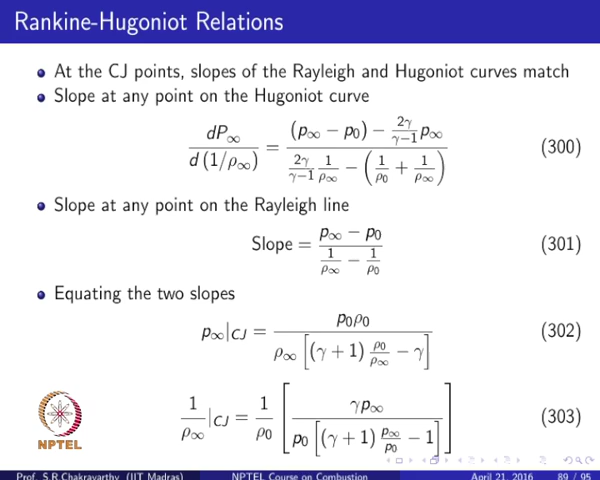 Rankine-Hugoniot Relations
• At the CJ points, slopes of the Rayleigh and Hugoniot curves match
• Slope at any point on the Hugoniot curve
dP∞ / d (1/ρ∞) = ((p∞ − p0) − 2γ/(γ−1) p∞) / (2γ/(γ−1) 1/ρ∞ − (1/ρ0 + 1/ρ∞)) (300)
• Slope at any point on the Rayleigh line
Slope = (p∞ − p0) / (1/ρ∞ − 1/ρ0) (301)
• Equating the two slopes
p∞|CJ = p0ρ0 / (ρ∞ [(γ + 1) ρ0/ρ∞ − γ]) (302)
1/ρ∞|CJ = 1/ρ0 [γp∞ / (p0 [(γ + 1) p∞/p0 − 1])] (303)
NPTEL
Prof. S.R.Chakravarthy (IIT Madras) NPTEL Course on Combustion April 21, 2016 89 / 95